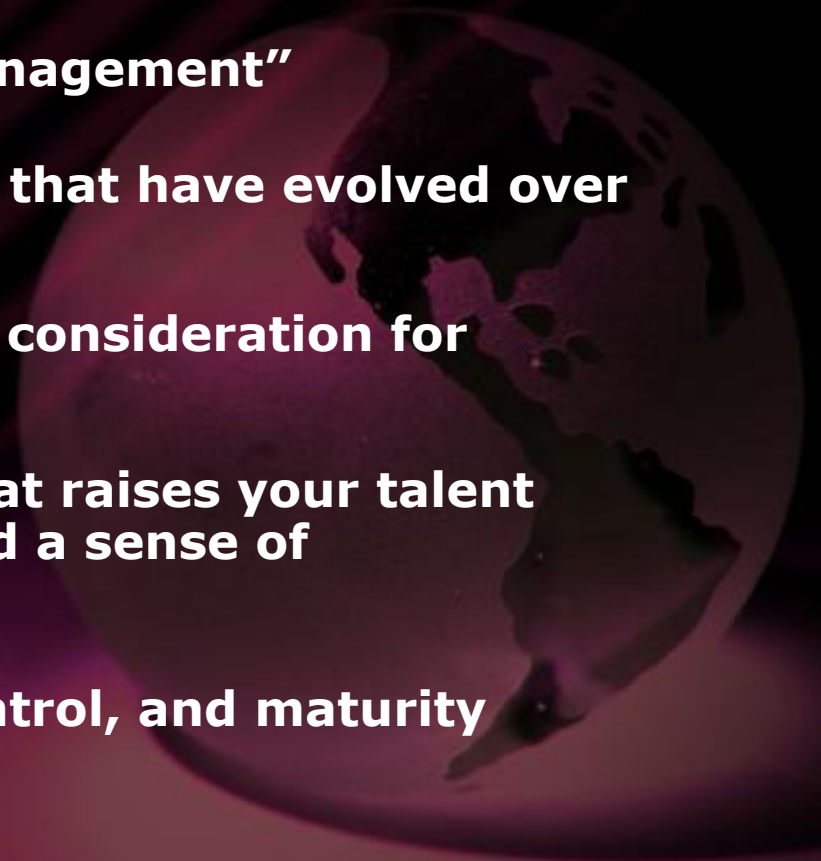 nagement”
that have evolved over
consideration for
at raises your talent
d a sense of
ntrol, and maturity